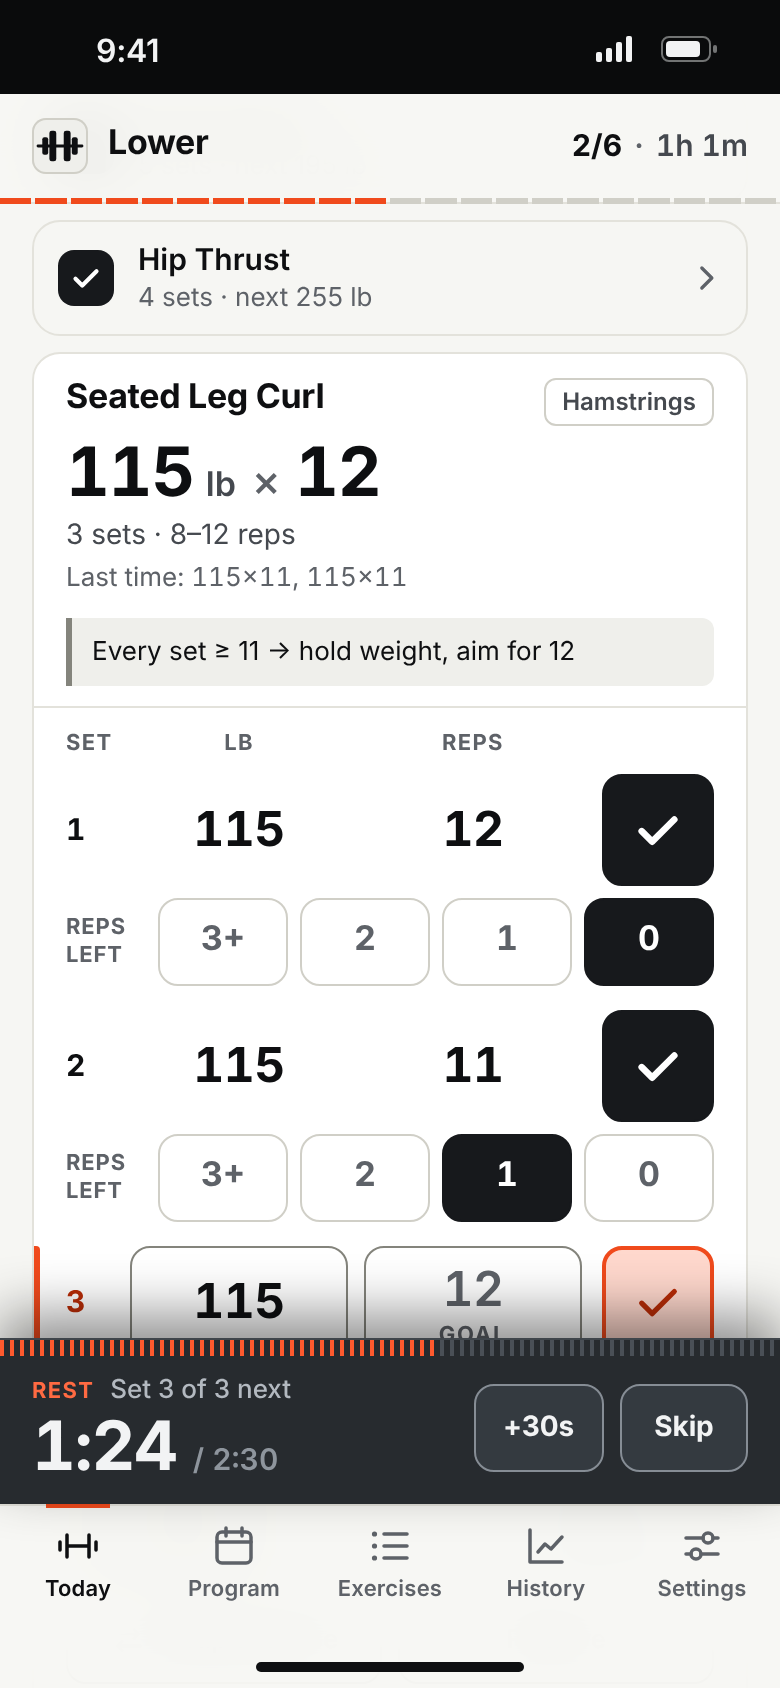 9:41
Lower
2/6 · 1h 1m
Hip Thrust
4 sets · next 255 lb
Seated Leg Curl
Hamstrings
115 lb × 12
3 sets · 8–12 reps
Last time: 115×11, 115×11
Every set ≥ 11 → hold weight, aim for 12
SET LB REPS
1 115 12
REPS LEFT 3+ 2 1 0
2 115 11
REPS LEFT 3+ 2 1 0
3 115 12
GOAL
REST Set 3 of 3 next
1:24 / 2:30
+30s Skip
Today Program Exercises History Settings